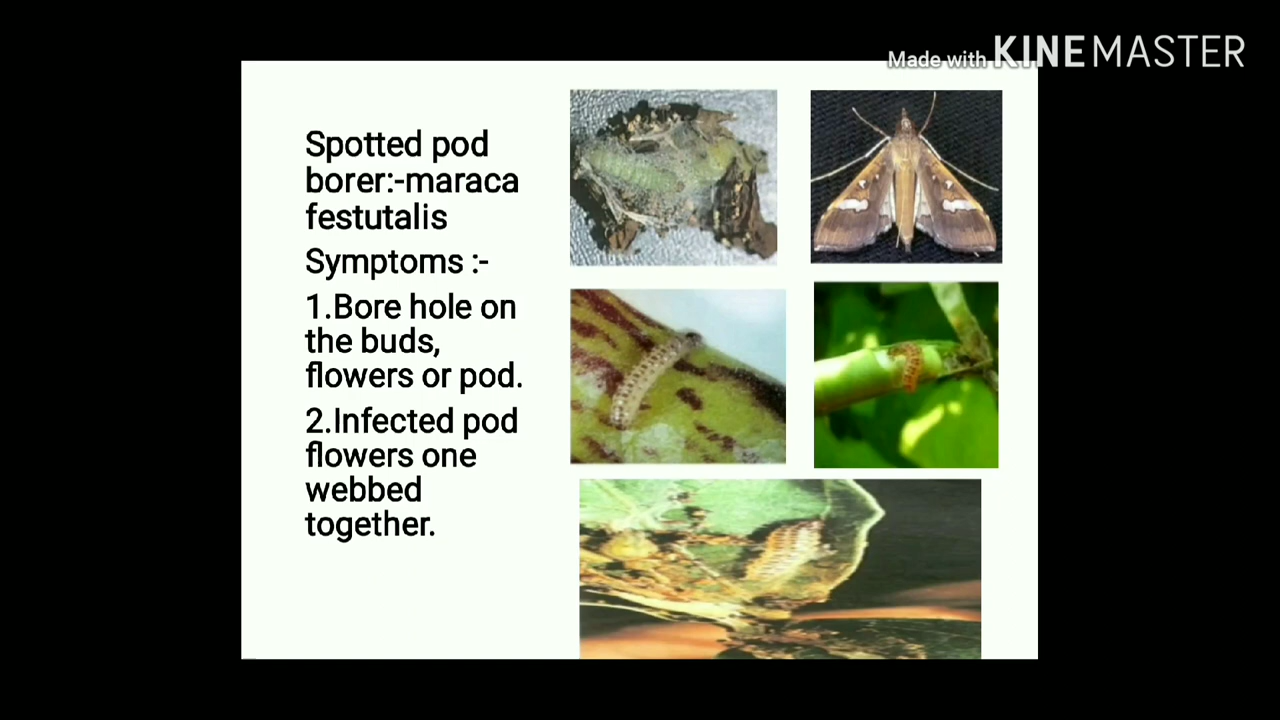 Made with KINEMASTER
Spotted pod
borer:-maraca
festutalis
Symptoms :-
1.Bore hole on
the buds,
flowers or pod.
2.Infected pod
flowers one
webbed
together.